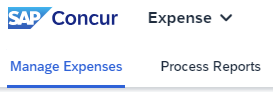 SAP Concur Expense
Manage Expenses Process Reports